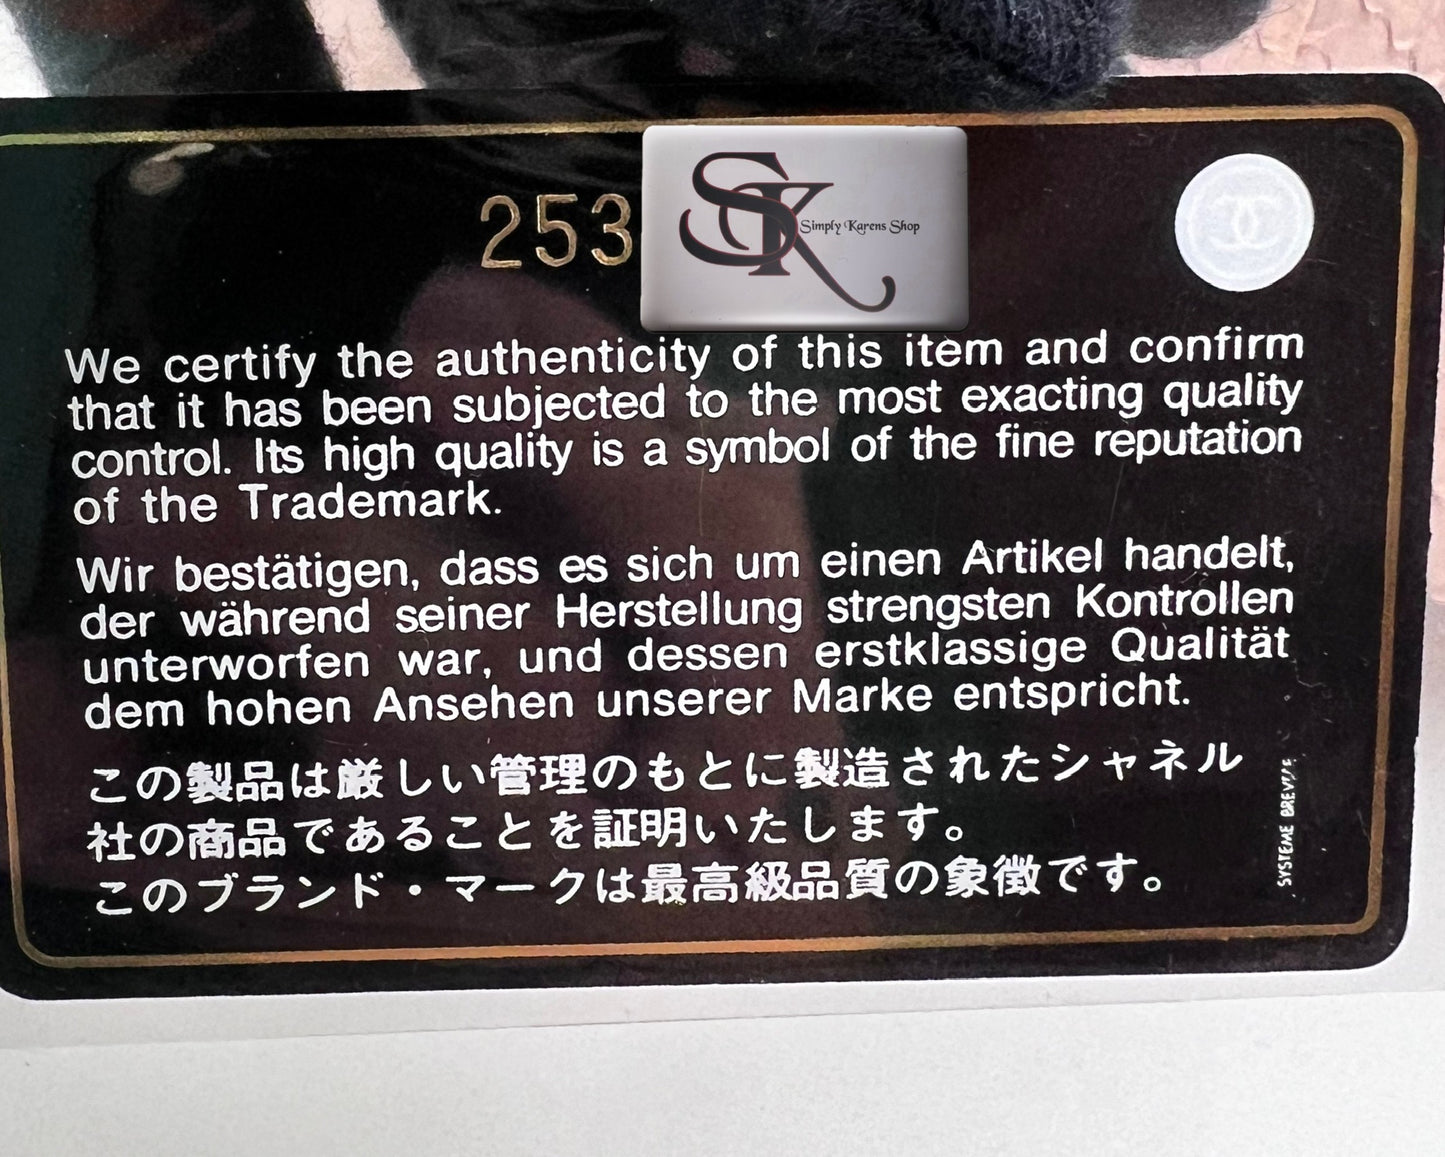 253
SK
Simply Karens Shop
We certify the authenticity of this item and confirm
that it has been subjected to the most exacting quality
control. Its high quality is a symbol of the fine reputation
of the Trademark.
Wir bestätigen, dass es sich um einen Artikel handelt,
der während seiner Herstellung strengsten Kontrollen
unterworfen war, und dessen erstklassige Qualität
dem hohen Ansehen unserer Marke entspricht.
この製品は厳しい管理のもとに製造されたシャネル
社の商品であることを証明いたします。
このブランド・マークは最高級品質の象徴です。
SYSTEME